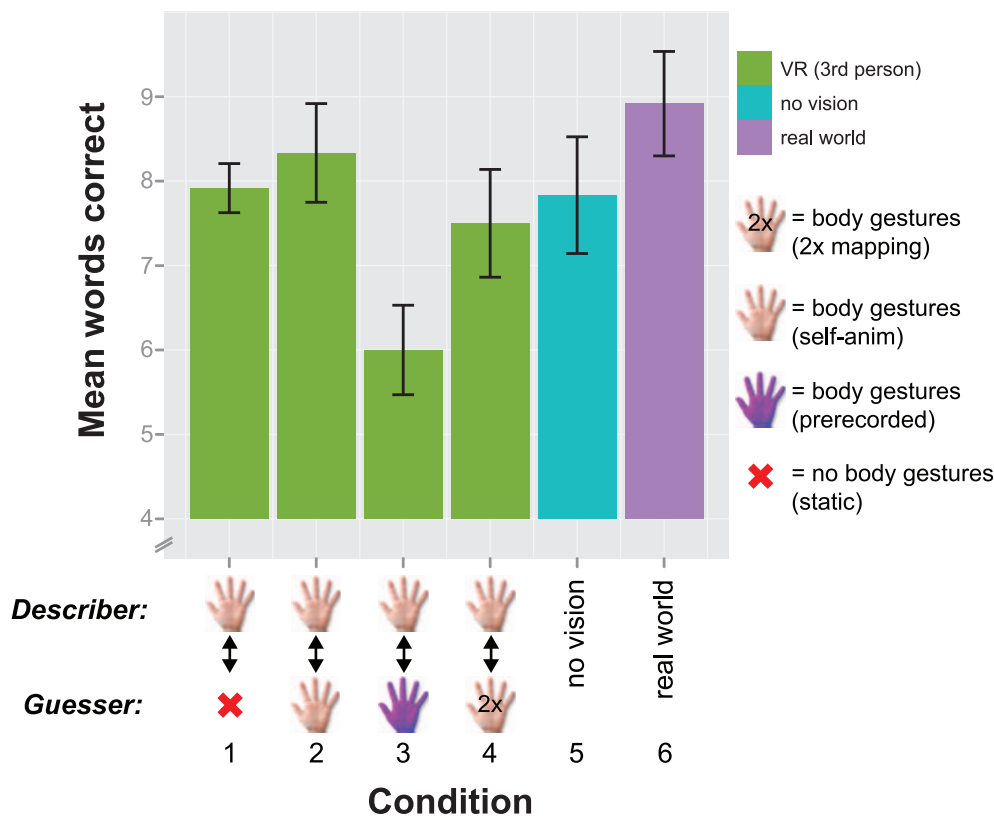 Mean words correct
9
8
7
6
5
4
VR (3rd person)
no vision
real world
2x
= body gestures
(2x mapping)
= body gestures
(self-anim)
= body gestures
(prerecorded)
= no body gestures
(static)
Describer:
no vision
real world
Guesser:
2x
1 2 3 4 5 6
Condition